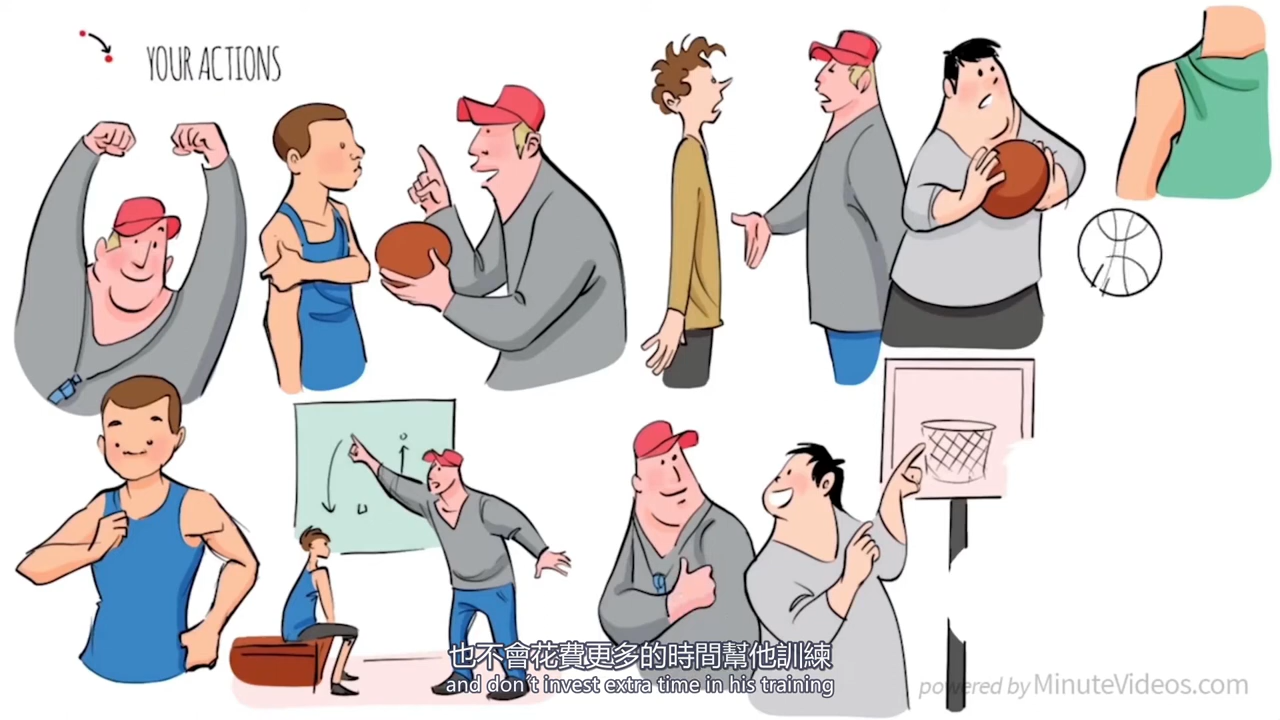 YOUR ACTIONS
也不會花費更多的時間幫他訓練
and don't invest extra time in his training
powered by MinuteVideos.com